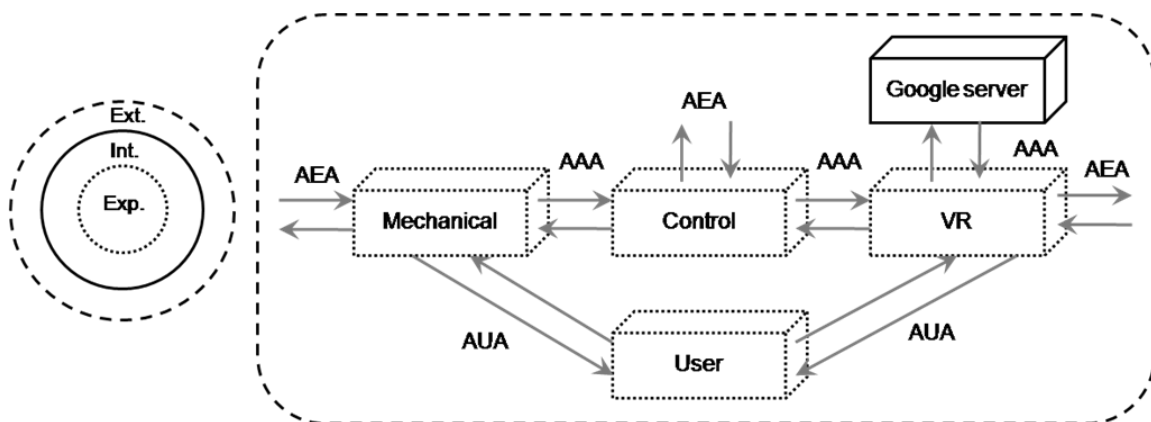 Ext.
Int.
Exp.
Google server
AEA
AEA
AAA
AAA
AAA
AEA
Mechanical
Control
VR
AUA
User
AUA